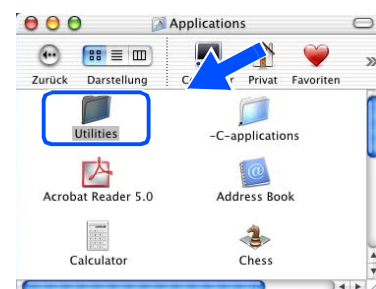 Applications
Zurück Darstellung Privat Favoriten
Utilities
-C-applications
Acrobat Reader 5.0
Address Book
Calculator
Chess